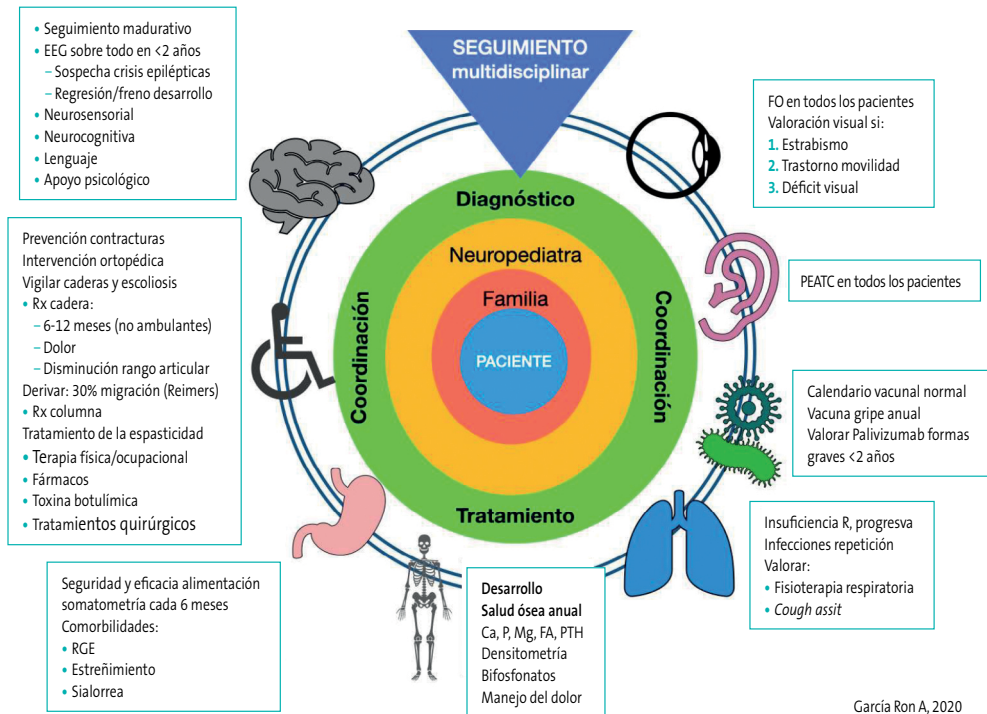 • Seguimiento madurativo
• EEG sobre todo en <2 años
– Sospecha crisis epilépticas
– Regresión/freno desarrollo
• Neurosensorial
• Neurocognitiva
• Lenguaje
• Apoyo psicológico
SEGUIMIENTO
multidisciplinar
FO en todos los pacientes
Valoración visual si:
1. Estrabismo
2. Trastorno movilidad
3. Déficit visual
PEATC en todos los pacientes
Prevención contracturas
Intervención ortopédica
Vigilar caderas y escoliosis
• Rx cadera:
– 6-12 meses (no ambulantes)
– Dolor
– Disminución rango articular
Derivar: 30% migración (Reimers)
• Rx columna
Tratamiento de la espasticidad
• Terapia física/ocupacional
• Fármacos
• Toxina botulímica
• Tratamientos quirúrgicos
Diagnóstico
Neuropediatra
Familia
PACIENTE
Coordinación
Coordinación
Tratamiento
Calendario vacunal normal
Vacuna gripe anual
Valorar Palivizumab formas
graves <2 años
Insuficiencia R, progresva
Infecciones repetición
Valorar:
• Fisioterapia respiratoria
• Cough assit
Seguridad y eficacia alimentación
somatometría cada 6 meses
Comorbilidades:
• RGE
• Estreñimiento
• Sialorrea
Desarrollo
Salud ósea anual
Ca, P, Mg, FA, PTH
Densitometría
Bifosfonatos
Manejo del dolor
García Ron A, 2020